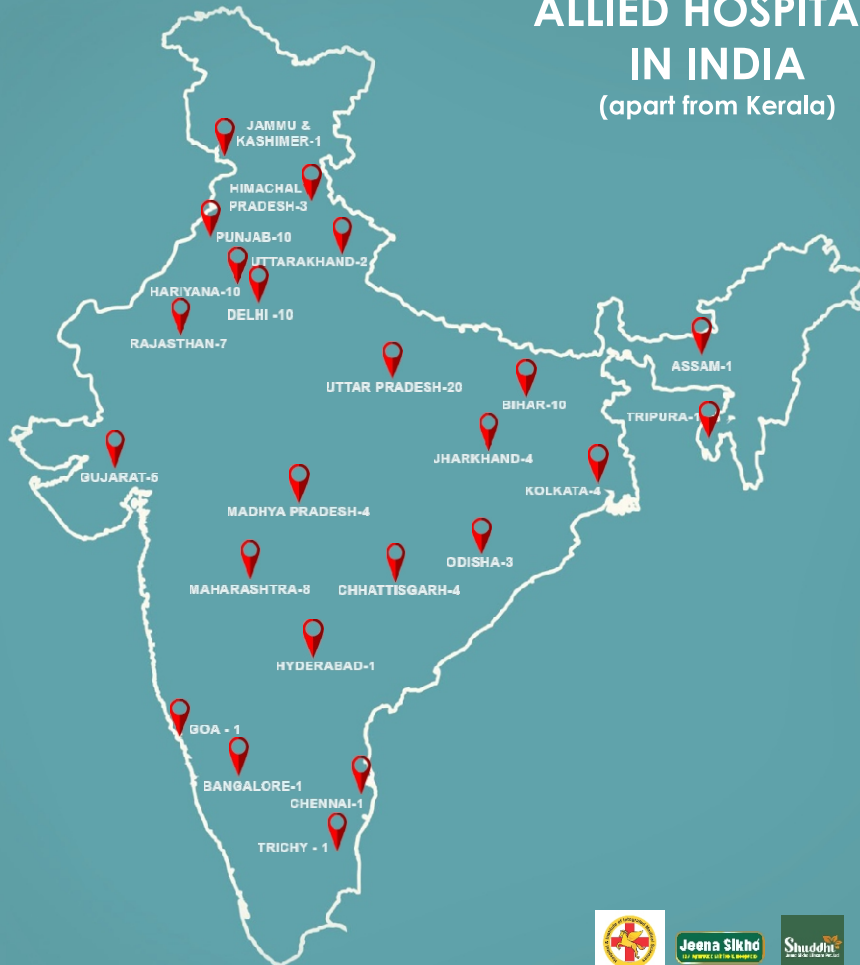 ALLIED HOSPITA
IN INDIA
(apart from Kerala)
JAMMU &
KASHIMER-1
HIMACHAL
PRADESH-3
PUNJAB-10
UTTARAKHAND-2
HARIYANA-10
DELHI -10
RAJASTHAN-7
UTTAR PRADESH-20
ASSAM-1
BIHAR-10
TRIPURA-1
JHARKHAND-4
GUJARAT-5
KOLKATA-4
MADHYA PRADESH-4
ODISHA-3
MAHARASHTRA-8
CHHATTISGARH-4
HYDERABAD-1
GOA - 1
BANGALORE-1
CHENNAI-1
TRICHY - 1
Jeena Sikho
Shuddhi